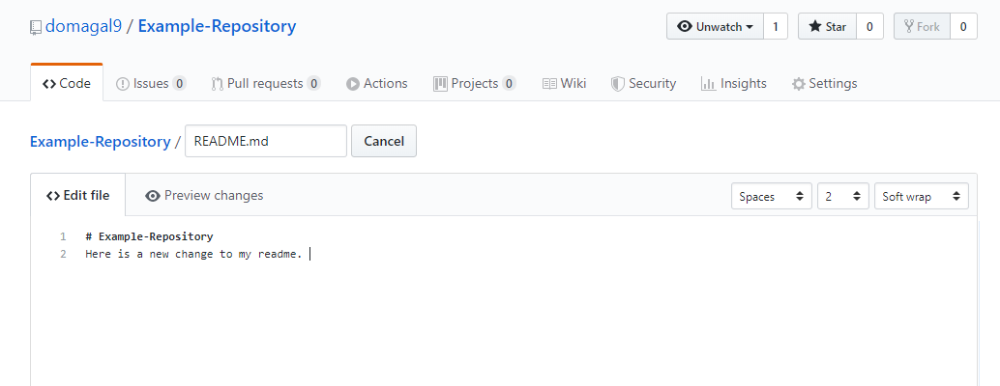 domagal9 / Example-Repository
Unwatch 1 Star 0 Fork 0
Code Issues 0 Pull requests 0 Actions Projects 0 Wiki Security Insights Settings
Example-Repository / README.md Cancel
Edit file Preview changes Spaces 2 Soft wrap
1 # Example-Repository
2 Here is a new change to my readme.